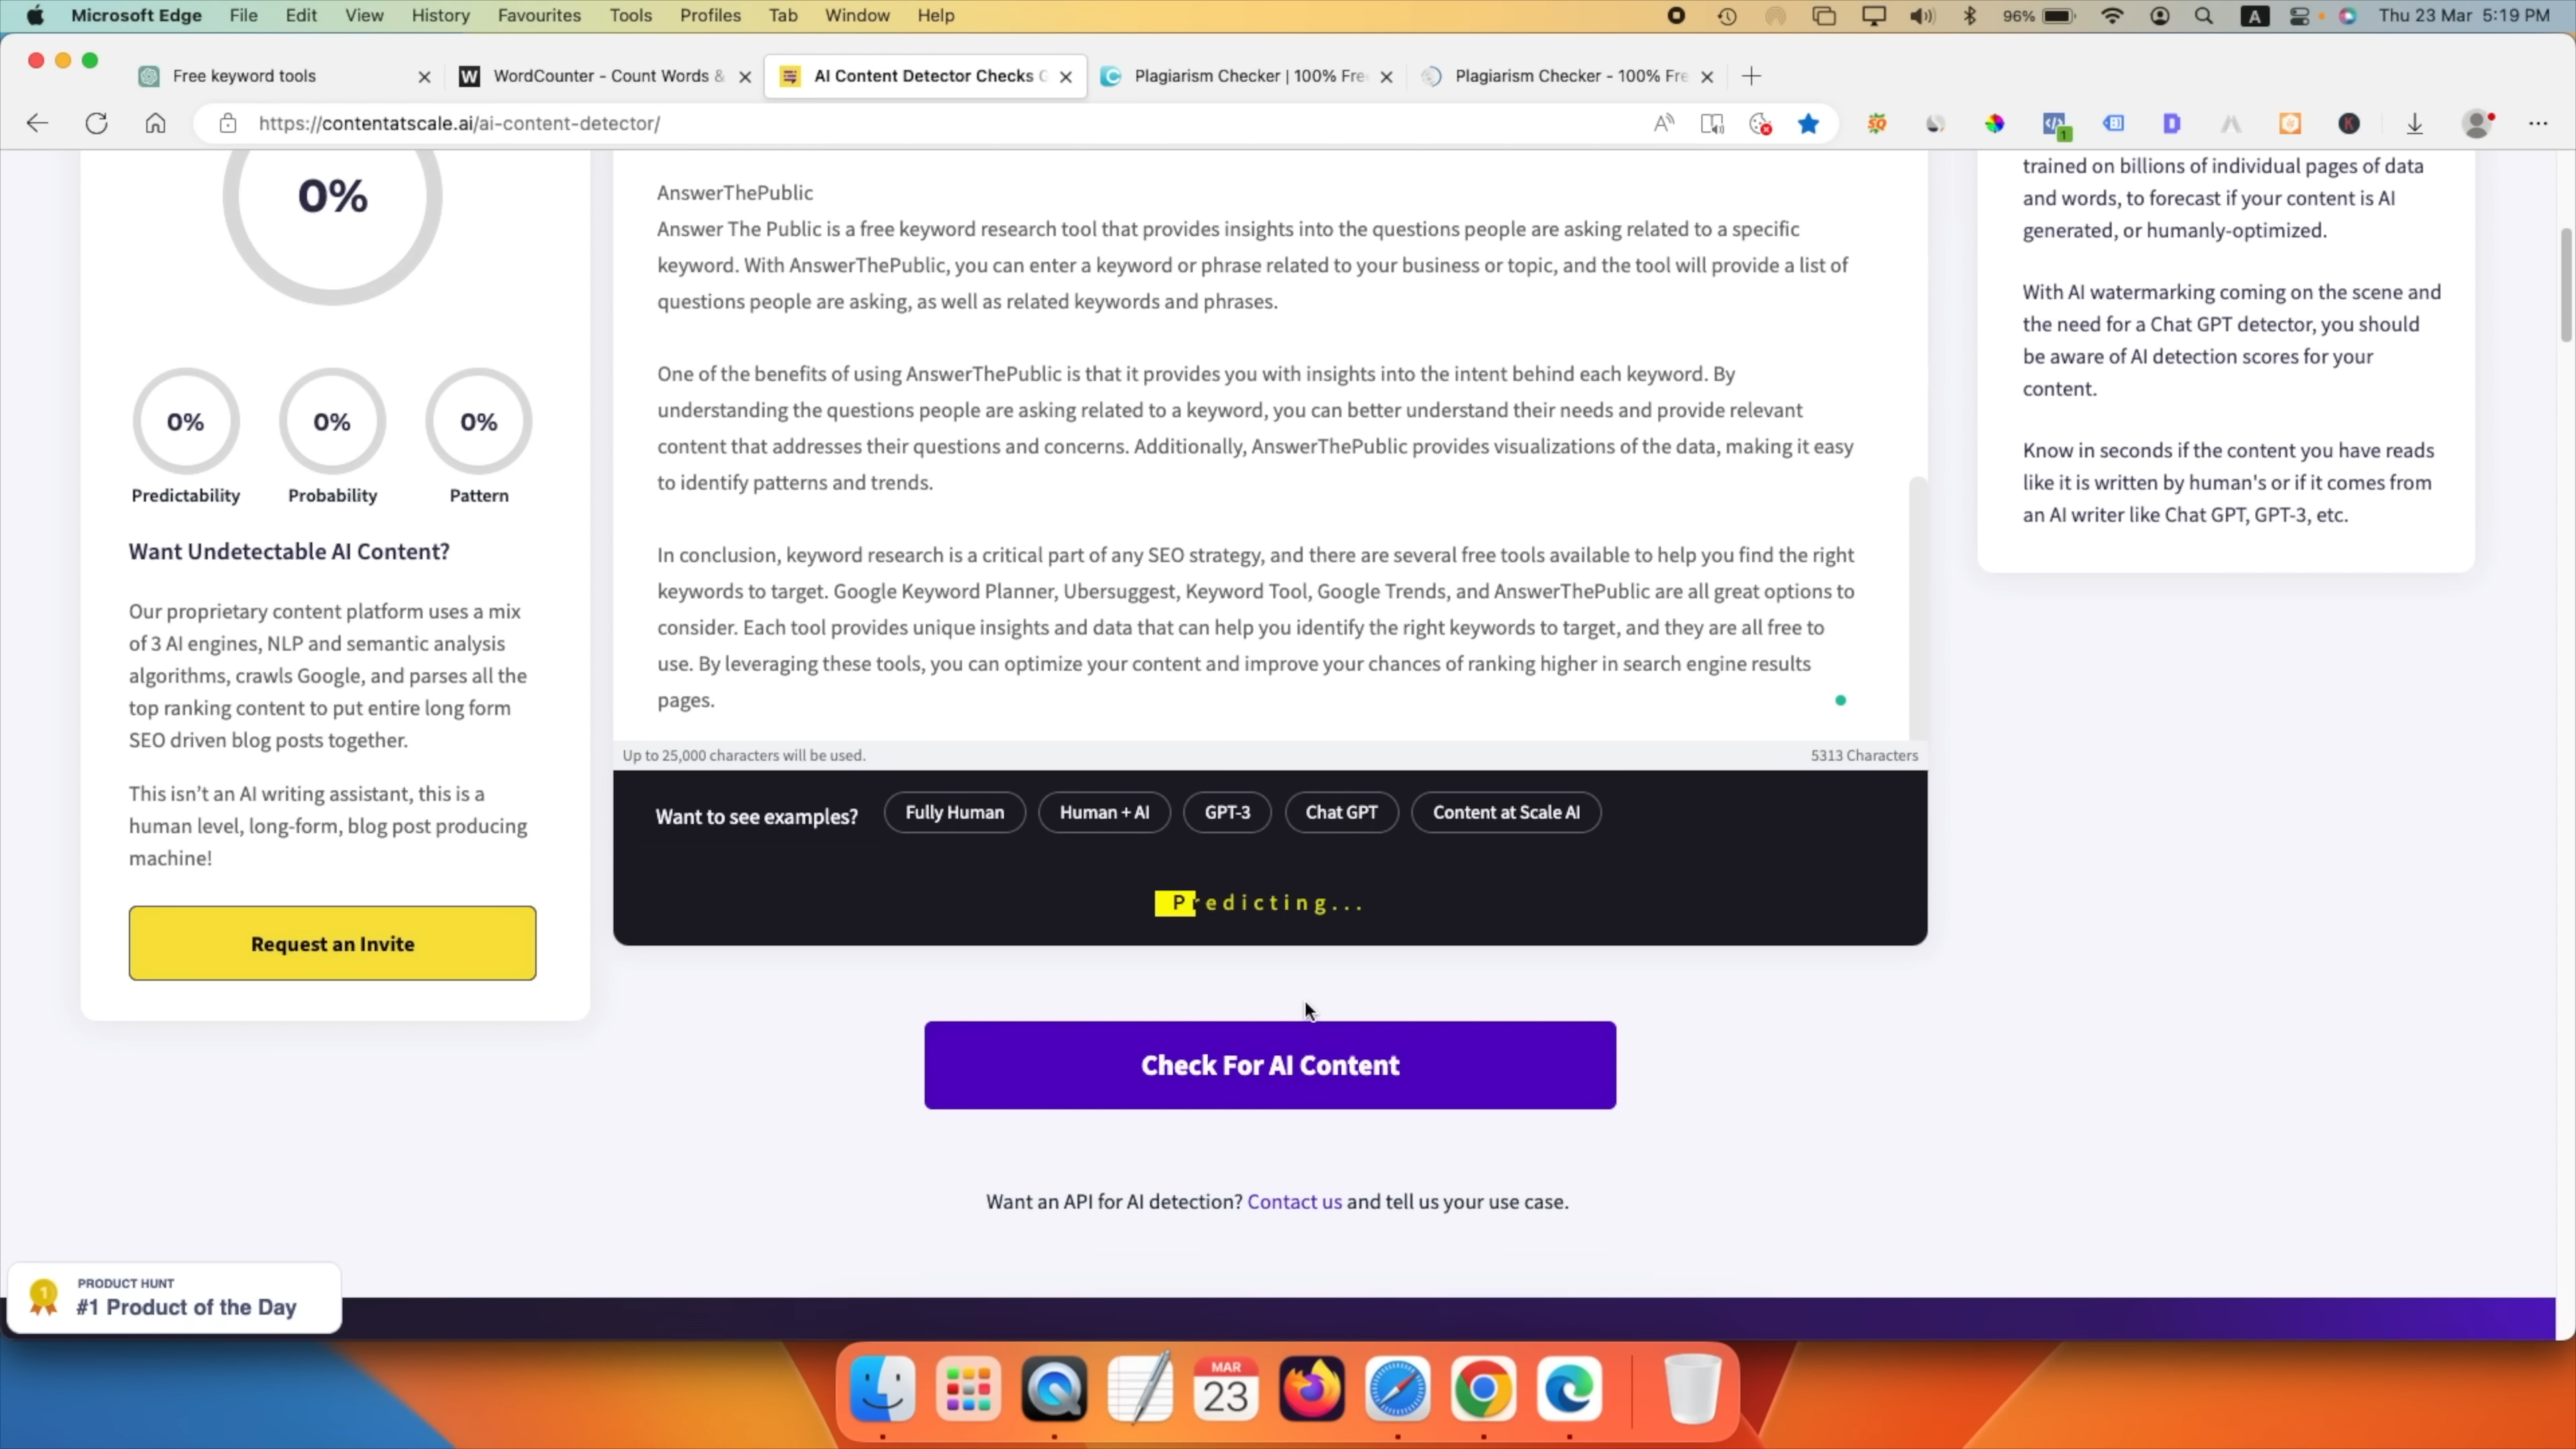 Microsoft Edge File Edit View History Favourites Tools Profiles Tab Window Help 96% A Thu 23 Mar 5:19 PM
Free keyword tools WordCounter - Count Words & AI Content Detector Checks G Plagiarism Checker | 100% Fre Plagiarism Checker - 100% Fre
https://contentatscale.ai/ai-content-detector/
0%
0% 0% 0%
Predictability Probability Pattern
Want Undetectable AI Content?
Our proprietary content platform uses a mix
of 3 AI engines, NLP and semantic analysis
algorithms, crawls Google, and parses all the
top ranking content to put entire long form
SEO driven blog posts together.
This isn't an AI writing assistant, this is a
human level, long-form, blog post producing
machine!
Request an Invite
AnswerThePublic
Answer The Public is a free keyword research tool that provides insights into the questions people are asking related to a specific
keyword. With AnswerThePublic, you can enter a keyword or phrase related to your business or topic, and the tool will provide a list of
questions people are asking, as well as related keywords and phrases.
One of the benefits of using AnswerThePublic is that it provides you with insights into the intent behind each keyword. By
understanding the questions people are asking related to a keyword, you can better understand their needs and provide relevant
content that addresses their questions and concerns. Additionally, AnswerThePublic provides visualizations of the data, making it easy
to identify patterns and trends.
In conclusion, keyword research is a critical part of any SEO strategy, and there are several free tools available to help you find the right
keywords to target. Google Keyword Planner, Ubersuggest, Keyword Tool, Google Trends, and AnswerThePublic are all great options to
consider. Each tool provides unique insights and data that can help you identify the right keywords to target, and they are all free to
use. By leveraging these tools, you can optimize your content and improve your chances of ranking higher in search engine results
pages.
Up to 25,000 characters will be used. 5313 Characters
Want to see examples? Fully Human Human + AI GPT-3 Chat GPT Content at Scale AI
Predicting...
Check For AI Content
Want an API for AI detection? Contact us and tell us your use case.
trained on billions of individual pages of data
and words, to forecast if your content is AI
generated, or humanly-optimized.
With AI watermarking coming on the scene and
the need for a Chat GPT detector, you should
be aware of AI detection scores for your
content.
Know in seconds if the content you have reads
like it is written by human's or if it comes from
an AI writer like Chat GPT, GPT-3, etc.
1
PRODUCT HUNT
#1 Product of the Day
MAR
23